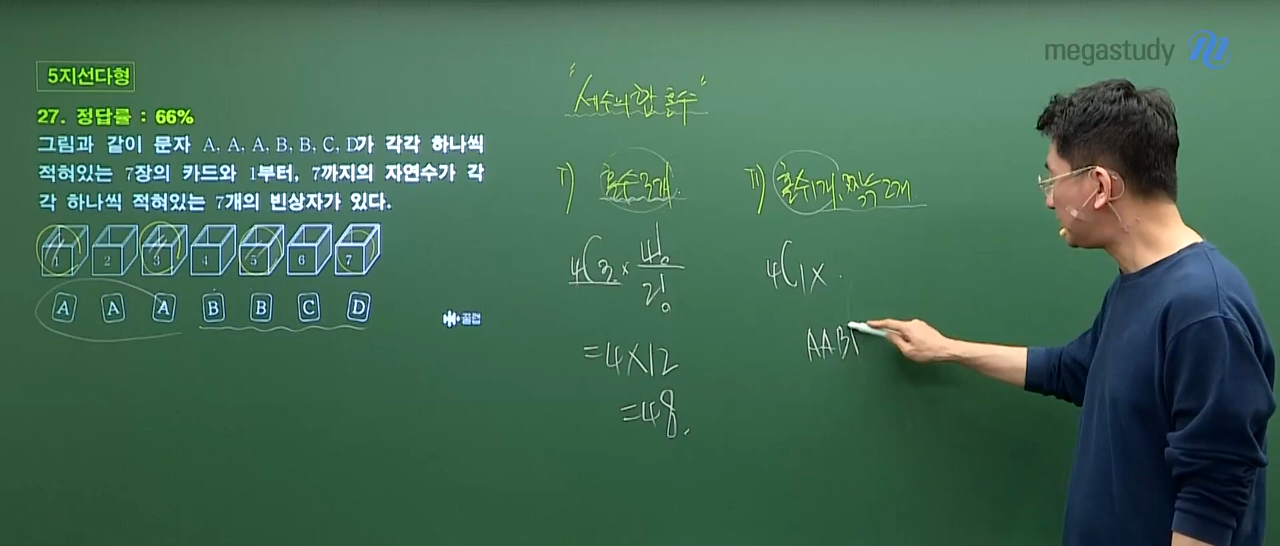 megastudy
5지선다형
27. 정답률 : 66%
그림과 같이 문자 A, A, A, B, B, C, D가 각각 하나씩
적혀있는 7장의 카드와 1부터, 7까지의 자연수가 각
각 하나씩 적혀있는 7개의 빈상자가 있다.
1 2 3 4 5 6 7
A A A B B C D
꿀캡
"세수의 합 홀수"
I) 홀수3개.
4C3 × 4!/2!
=4×12
=48.
II) 홀수1개, 짝수2개
4C1×
AAB